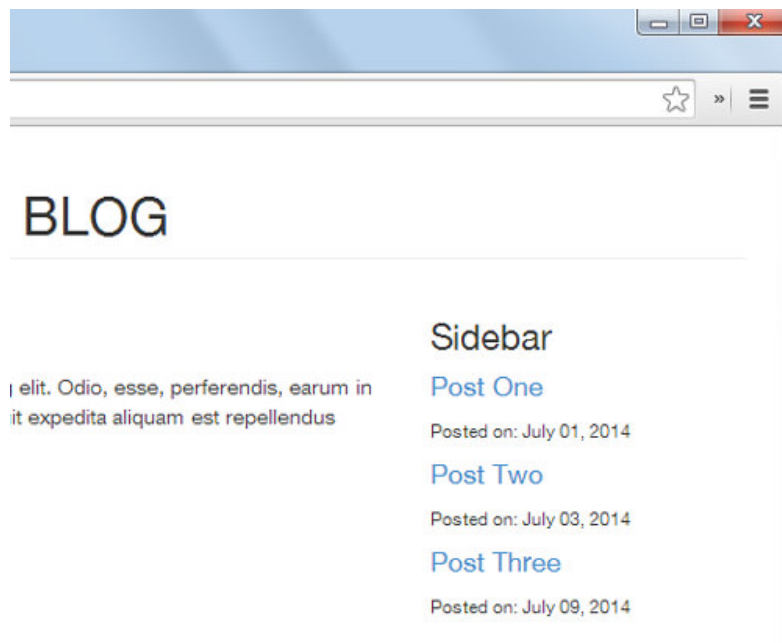 BLOG
elit. Odio, esse, perferendis, earum in
it expedita aliquam est repellendus
Sidebar
Post One
Posted on: July 01, 2014
Post Two
Posted on: July 03, 2014
Post Three
Posted on: July 09, 2014